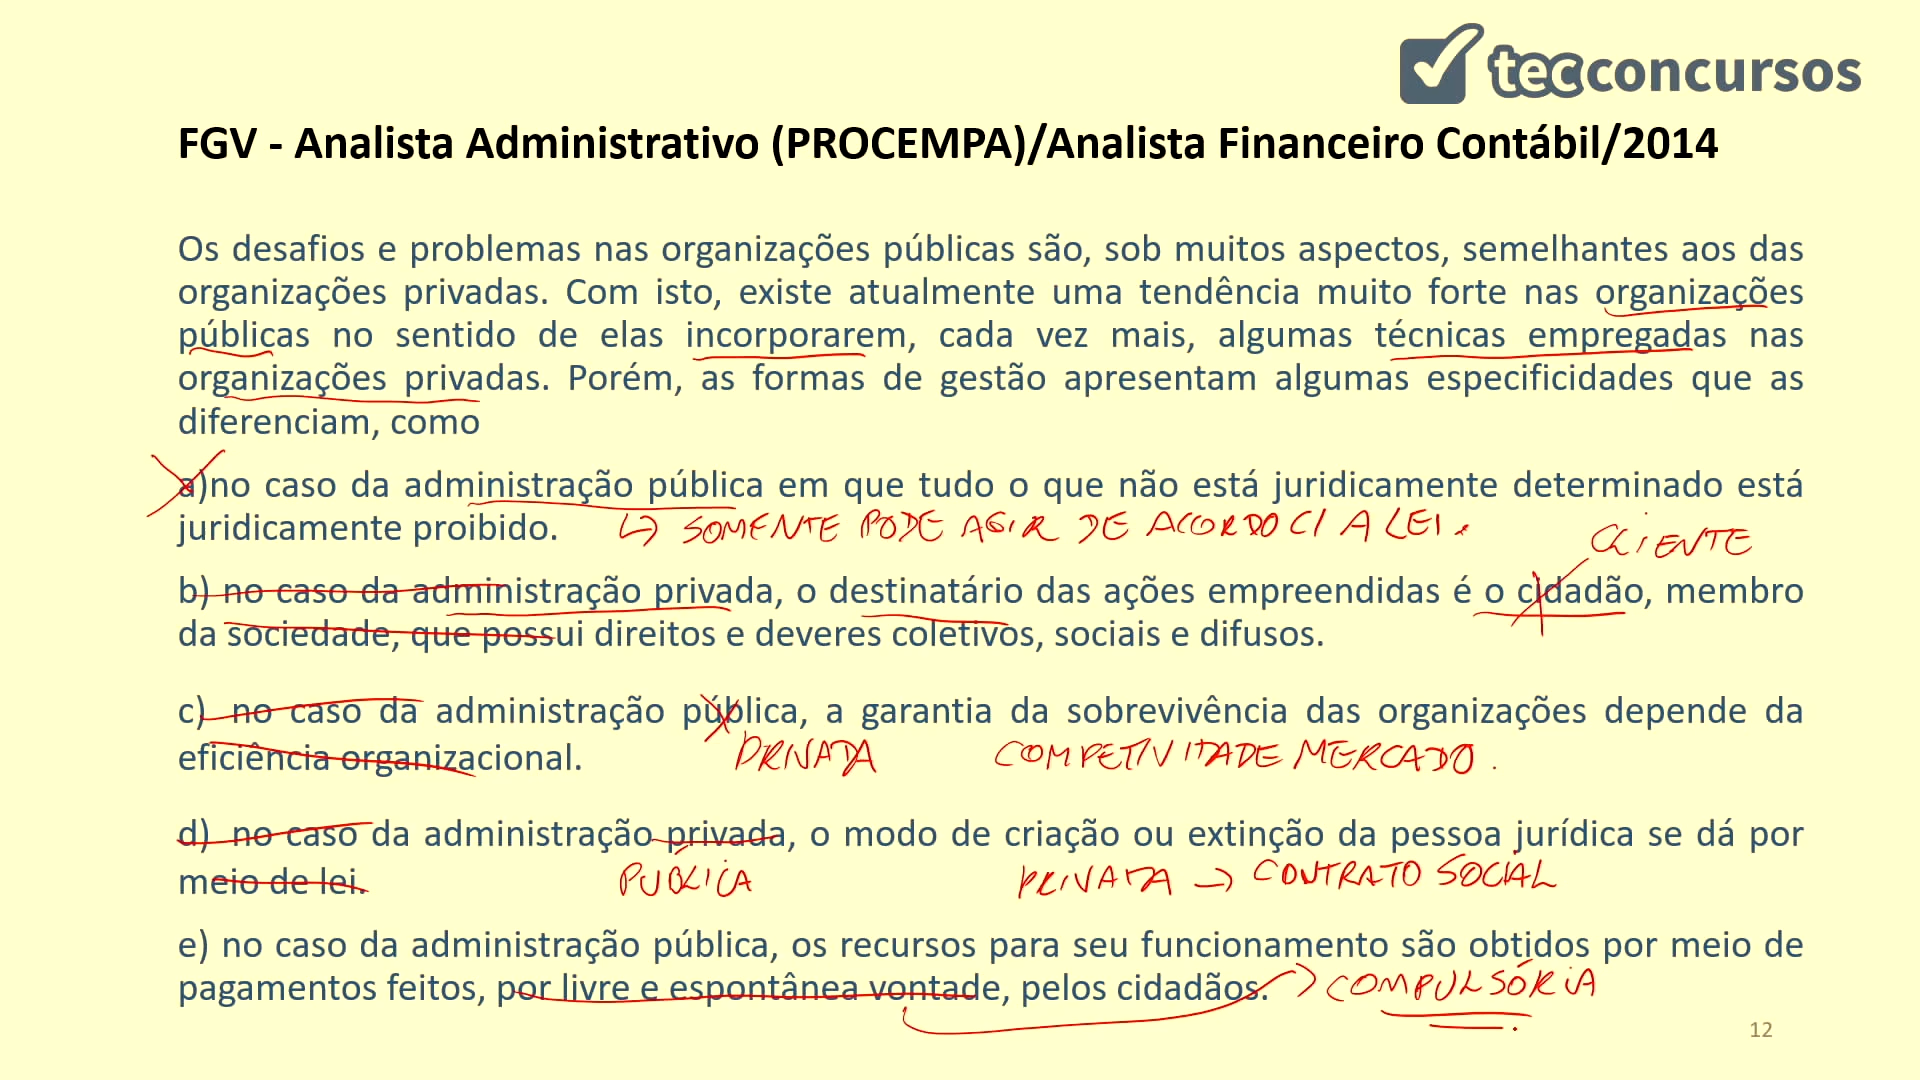 tecconcursos
FGV - Analista Administrativo (PROCEMPA)/Analista Financeiro Contábil/2014
Os desafios e problemas nas organizações públicas são, sob muitos aspectos, semelhantes aos das
organizações privadas. Com isto, existe atualmente uma tendência muito forte nas organizações
públicas no sentido de elas incorporarem, cada vez mais, algumas técnicas empregadas nas
organizações privadas. Porém, as formas de gestão apresentam algumas especificidades que as
diferenciam, como
a)no caso da administração pública em que tudo o que não está juridicamente determinado está
juridicamente proibido. ↳ SOMENTE PODE AGIR DE ACORDO C/ A LEI.
CLIENTE
b) no caso da administração privada, o destinatário das ações empreendidas é o cidadão, membro
da sociedade, que possui direitos e deveres coletivos, sociais e difusos.
c) no caso da administração pública, a garantia da sobrevivência das organizações depende da
eficiência organizacional. PRIVADA COMPETIVIDADE MERCADO.
d) no caso da administração privada, o modo de criação ou extinção da pessoa jurídica se dá por
meio de lei. PÚBLICA PRIVADA → CONTRATO SOCIAL
e) no caso da administração pública, os recursos para seu funcionamento são obtidos por meio de
pagamentos feitos, por livre e espontânea vontade, pelos cidadãos. → COMPULSÓRIA
12